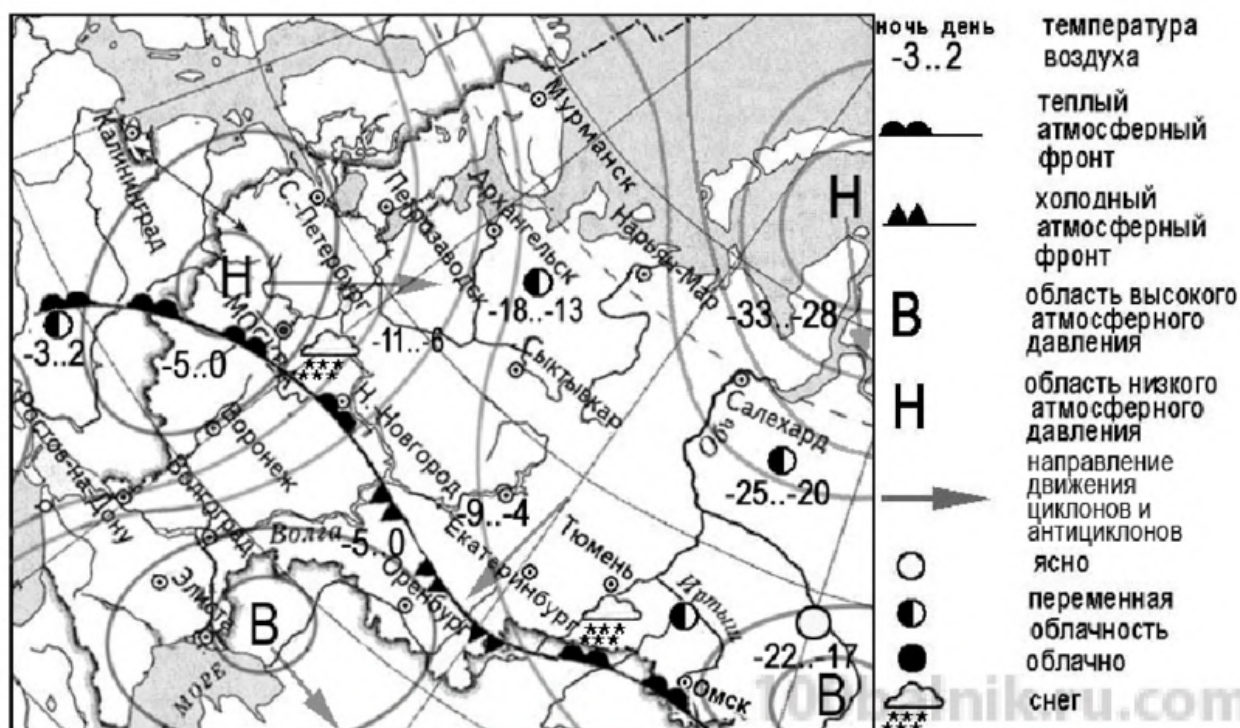 Мурманск
Калининград
С.-Петербург
Петрозаводск
Архангельск
Нарьян-Мар
Н
Н
МОСКВА
-18..-13
-33..-28
-3..2
-5..0
-11..-6
Сыктывкар
Салехард
Обь
Н. Новгород
Воронеж
Ростов-на-Дону
Волгоград
-25..-20
-9..-4
Волга
-5..0
Екатеринбург
Тюмень
Иртыш
Элиста
Оренбург
В
-22..-17
МОРЕ
Омск
В
ночь день
-3..2
температура
воздуха
теплый
атмосферный
фронт
холодный
атмосферный
фронт
В
область высокого
атмосферного
давления
Н
область низкого
атмосферного
давления
направление
движения
циклонов и
антициклонов
ясно
переменная
облачность
облачно
снег
100balnik.ru.com